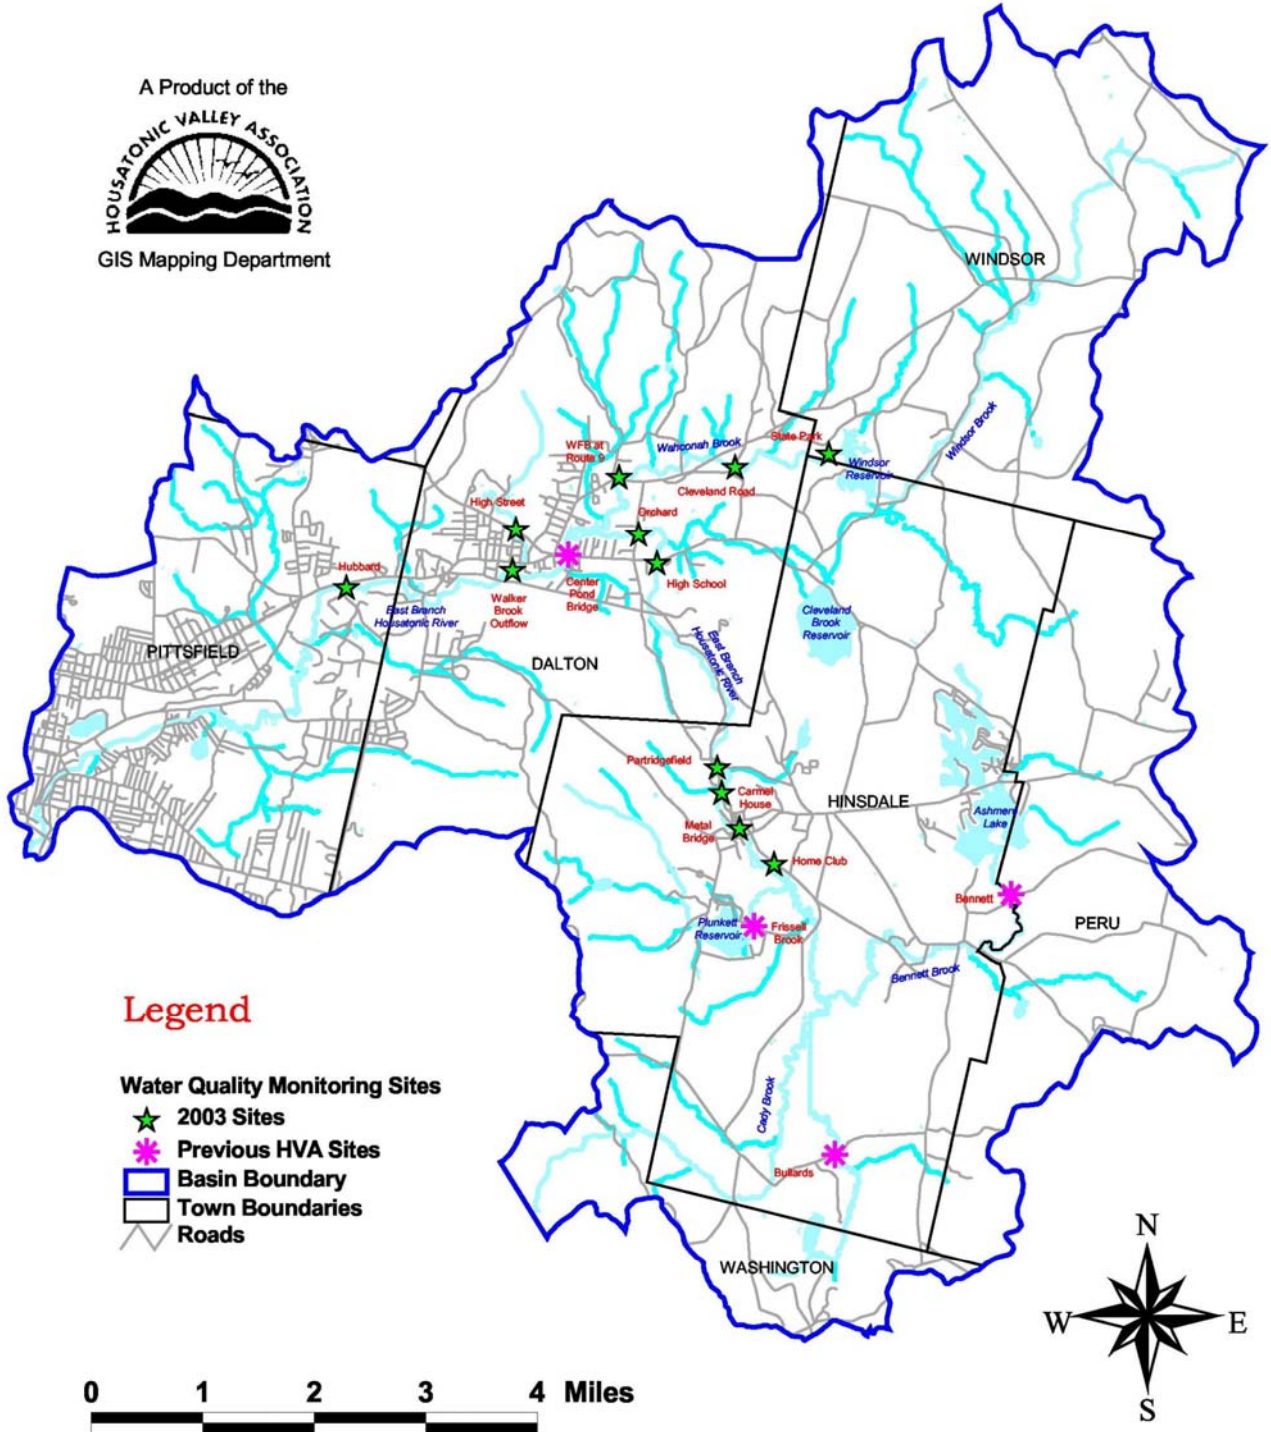 A Product of the
HOUSATONIC VALLEY ASSOCIATION
GIS Mapping Department
WINDSOR
WFB at
Route 9
Wahconah Brook
State Park
Windsor Brook
Windsor
Reservoir
Cleveland Road
High Street
Orchard
Hubbard
High School
Center
Pond
Bridge
Walker
Brook
Outflow
East Branch
Housatonic River
Cleveland
Brook
Reservoir
East Branch
Housatonic River
PITTSFIELD
DALTON
Partridgefield
Carmel
House
HINSDALE
Ashmere
Lake
Metal
Bridge
Home Club
Bennett
Plunkett
Reservoir
Frissell
Brook
PERU
Bennett Brook
Cady Brook
Bullards
WASHINGTON
Legend
Water Quality Monitoring Sites
2003 Sites
Previous HVA Sites
Basin Boundary
Town Boundaries
Roads
N
W
E
S
0 1 2 3 4 Miles